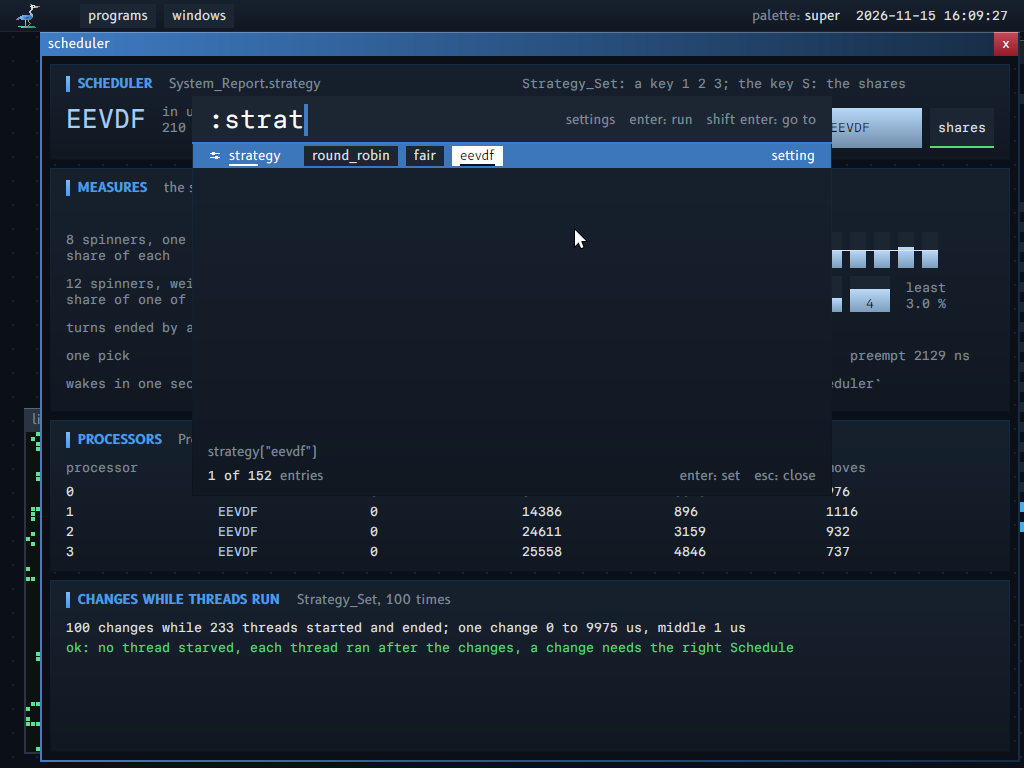 programs windows palette: super 2026-11-15 16:09:27
scheduler x
SCHEDULER System_Report.strategy Strategy_Set: a key 1 2 3; the key S: the shares
EEVDF in u
210
:strat settings enter: run shift enter: go to
EEVDF shares
strategy round_robin fair eevdf setting
MEASURES the s
8 spinners, one
share of each
12 spinners, wei
share of one of
4 least
3.0 %
turns ended by a
one pick preempt 2129 ns
wakes in one sec eduler`
li
strategy["eevdf"]
1 of 152 entries enter: set esc: close
PROCESSORS Pr
processor moves
0 976
1 EEVDF 0 14386 896 1116
2 EEVDF 0 24611 3159 932
3 EEVDF 0 25558 4846 737
CHANGES WHILE THREADS RUN Strategy_Set, 100 times
100 changes while 233 threads started and ended; one change 0 to 9975 us, middle 1 us
ok: no thread starved, each thread ran after the changes, a change needs the right Schedule